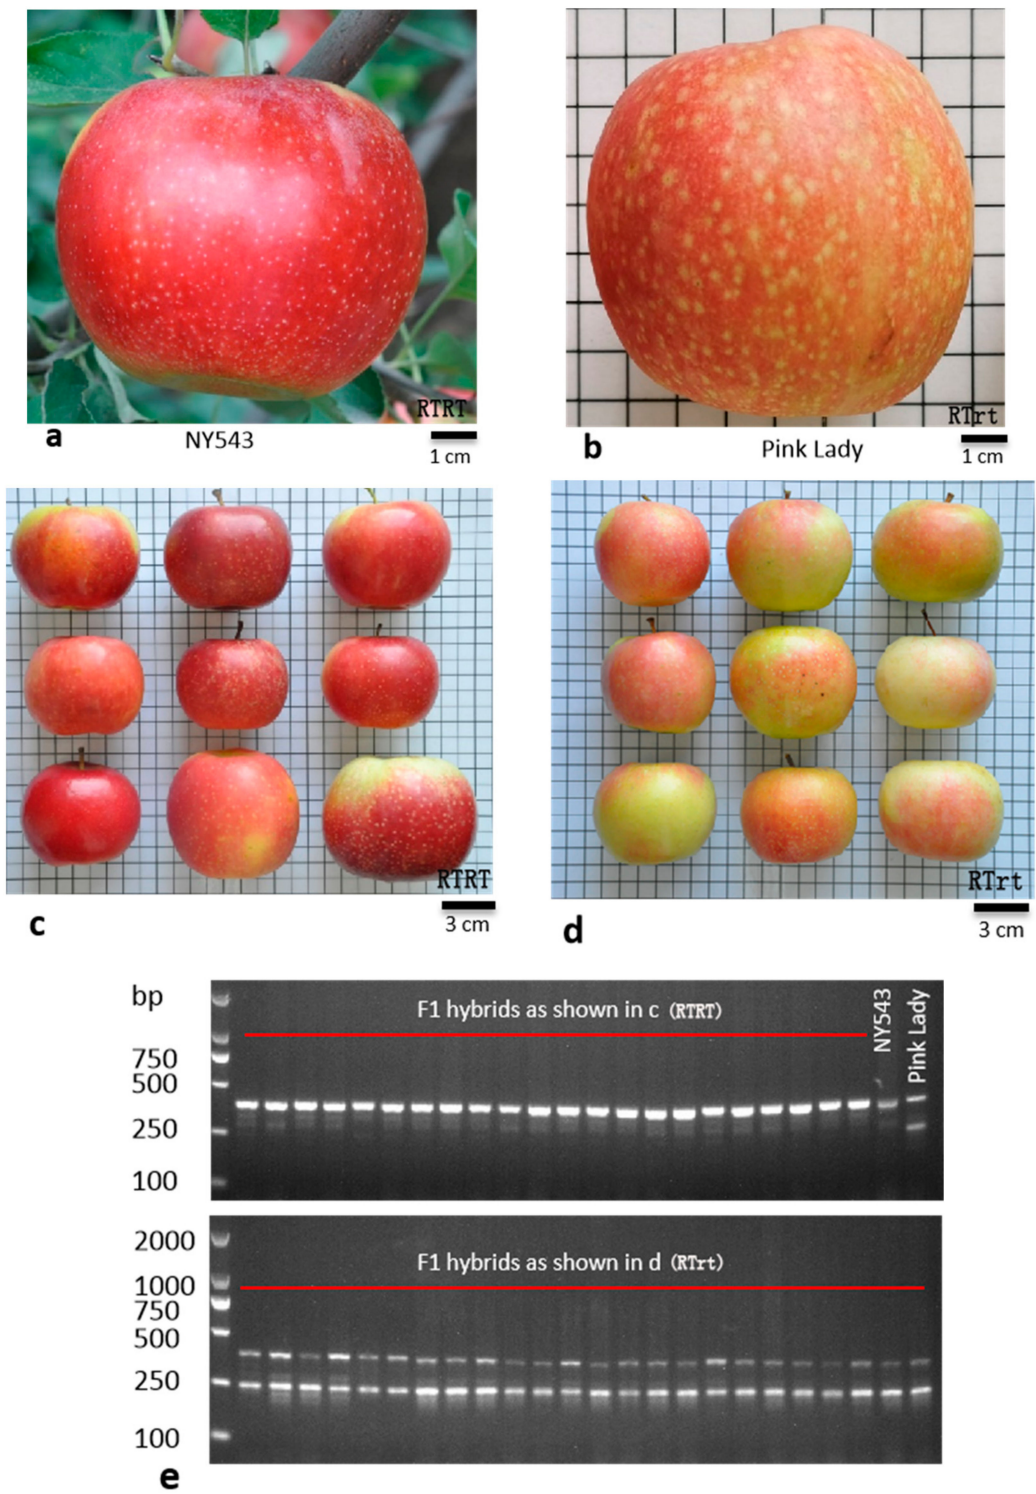 RTRT
a
NY543
1 cm
RTrt
b
Pink Lady
1 cm
RTRT
c
3 cm
RTrt
d
3 cm
bp
F1 hybrids as shown in c (RTRT)
NY543
Pink Lady
750
500
250
100
2000
F1 hybrids as shown in d (RTrt)
1000
750
500
250
100
e